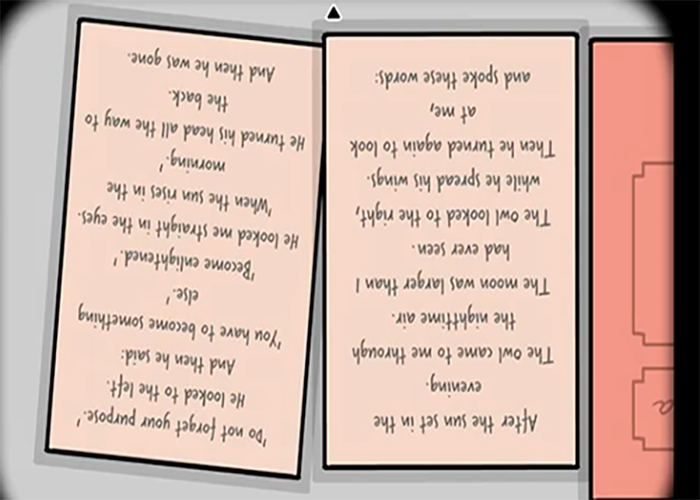 After the sun set in the
evening.
The Owl came to me through
the nighttime air.
The moon was larger than I
had ever seen.
The Owl looked to the right,
while he spread his wings.
Then he turned again to look
at me,
and spoke these words:
'Do not forget your purpose.'
He looked to the left.
And then he said:
'You have to become something
else.'
'Become enlightened.'
He looked me straight in the eyes.
'When the sun rises in the
morning.'
He turned his head all the way to
the back.
And then he was gone.